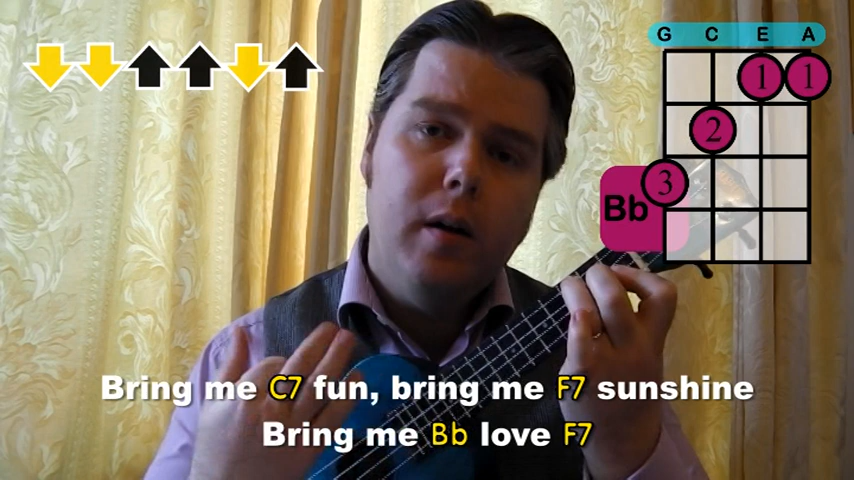 G C E A
1 1
2
3
Bb
Bring me C7 fun, bring me F7 sunshine
Bring me Bb love F7